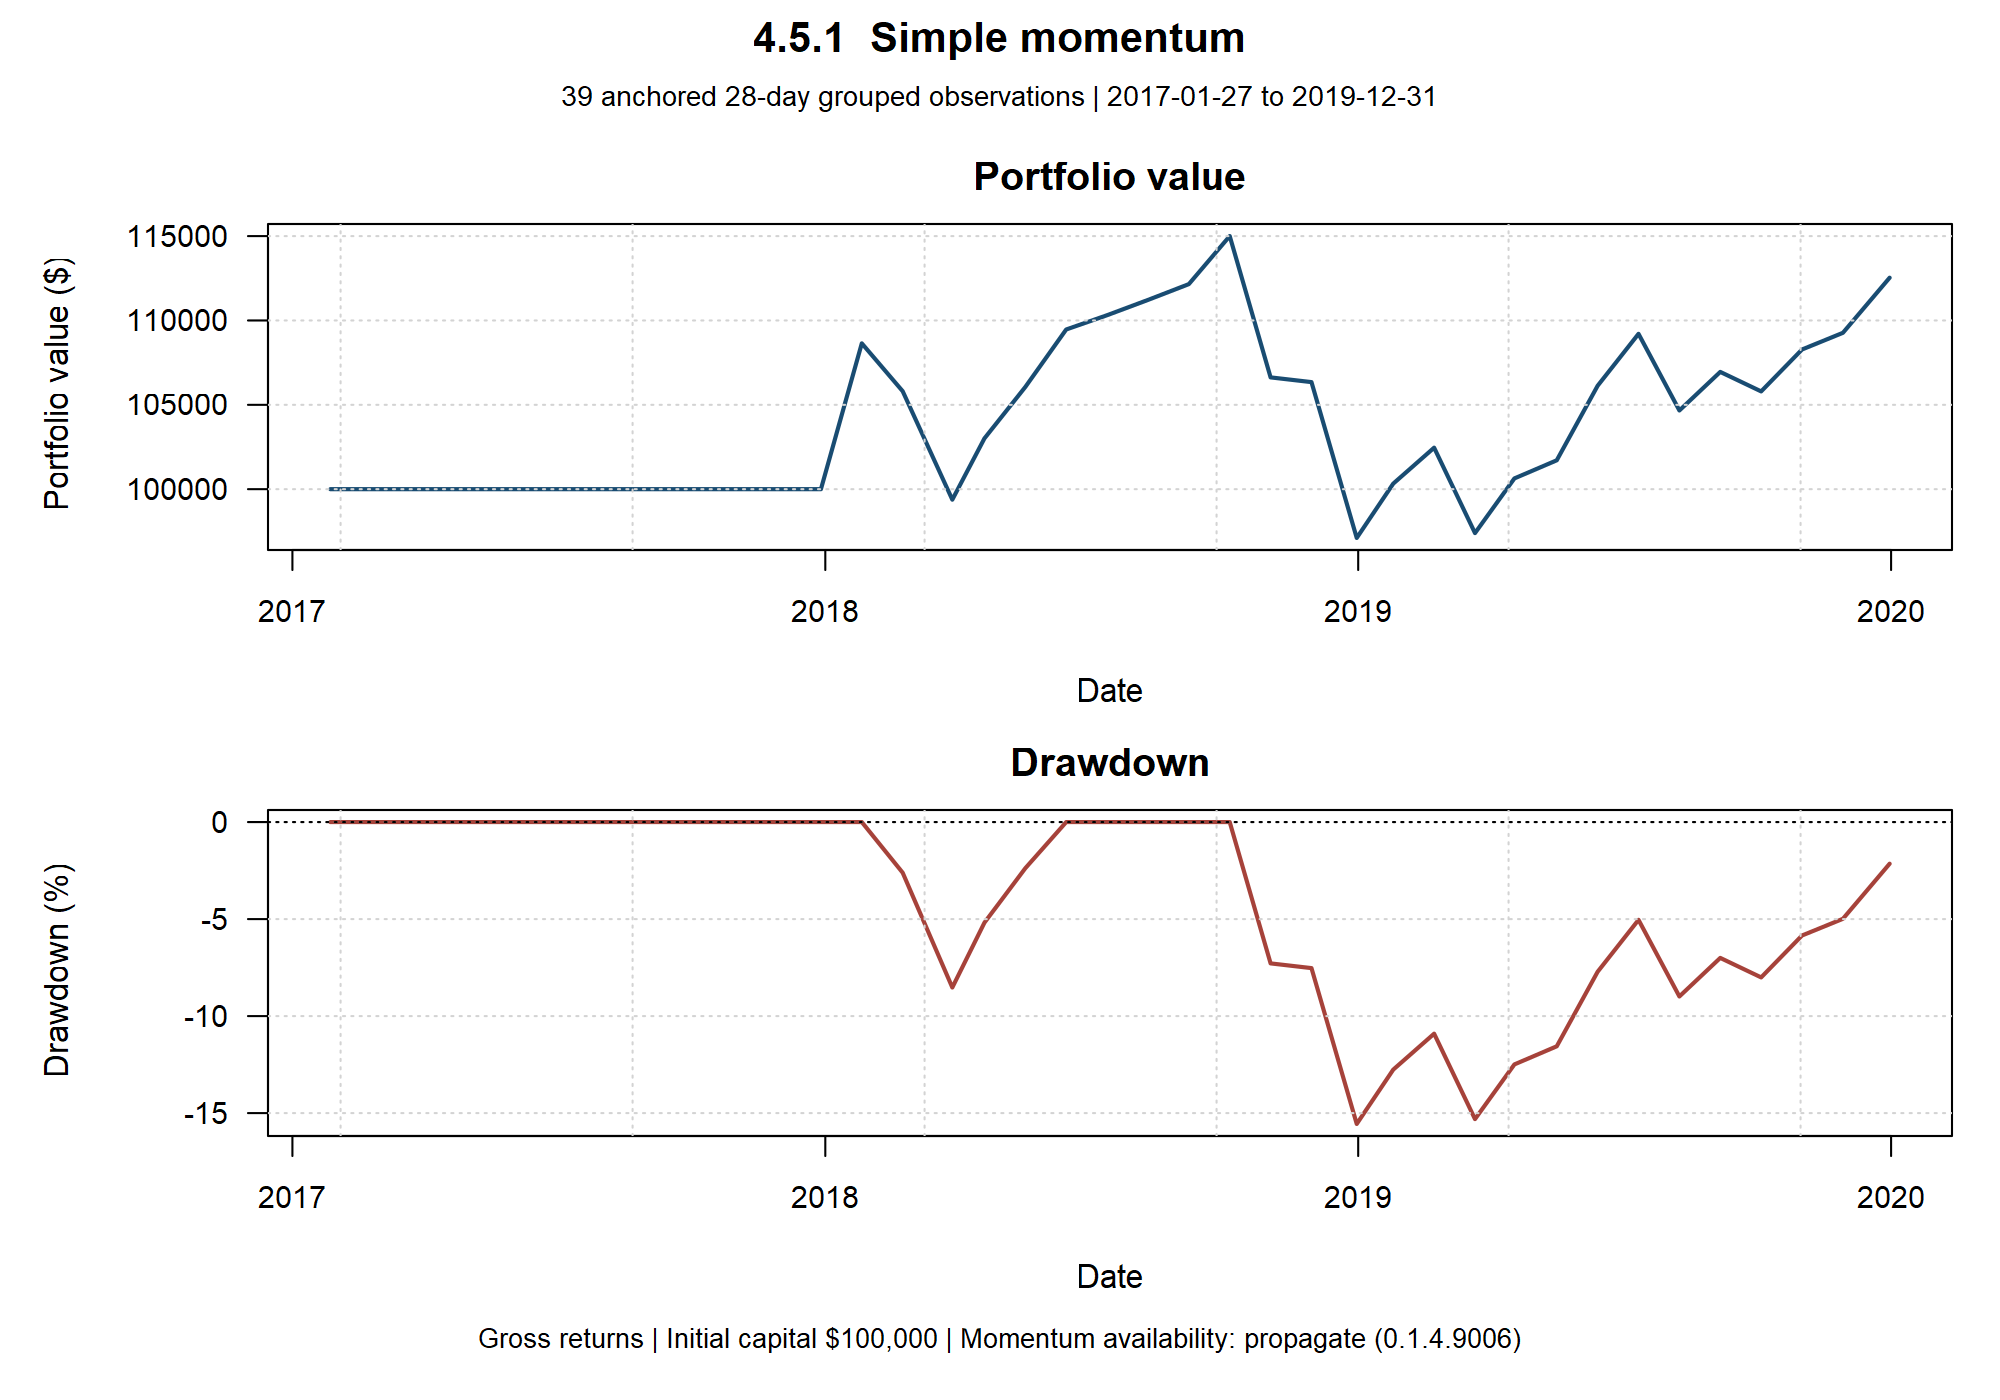 4.5.1  Simple momentum
39 anchored 28-day grouped observations | 2017-01-27 to 2019-12-31
Portfolio value
Portfolio value ($)
115000
110000
105000
100000
2017 2018 2019 2020
Date
Drawdown
Drawdown (%)
0
-5
-10
-15
2017 2018 2019 2020
Date
Gross returns | Initial capital $100,000 | Momentum availability: propagate (0.1.4.9006)